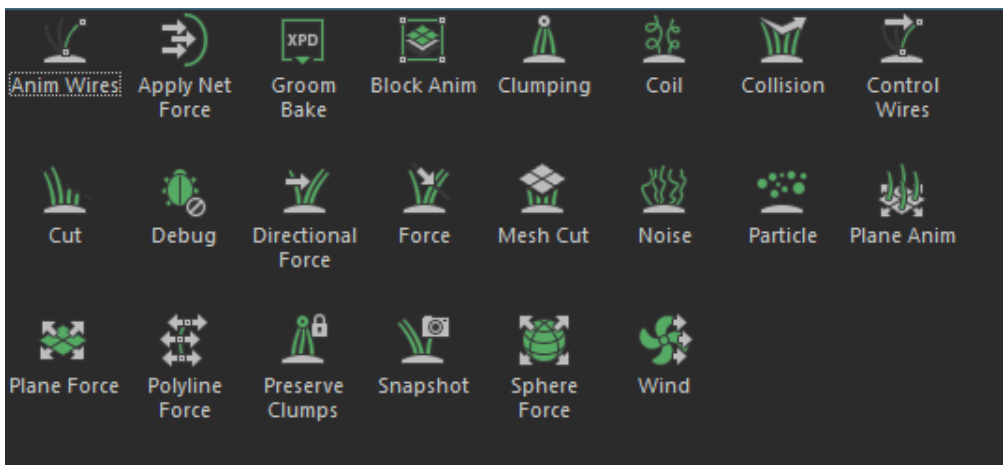 XPD
Anim Wires Apply Net Groom Block Anim Clumping Coil Collision Control
Force Bake Wires
Cut Debug Directional Force Mesh Cut Noise Particle Plane Anim
Force
Plane Force Polyline Preserve Snapshot Sphere Wind
Force Clumps Force